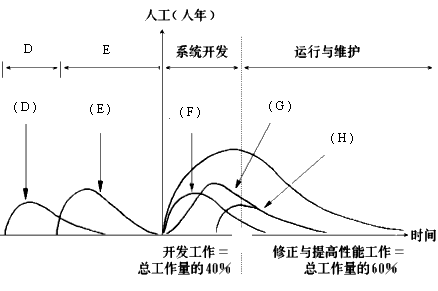 人工（人年）
D
E
系统开发
运行与维护
(D)
(E)
(F)
(G)
(H)
时间
开发工作＝
总工作量的40%
修正与提高性能工作＝
总工作量的60%